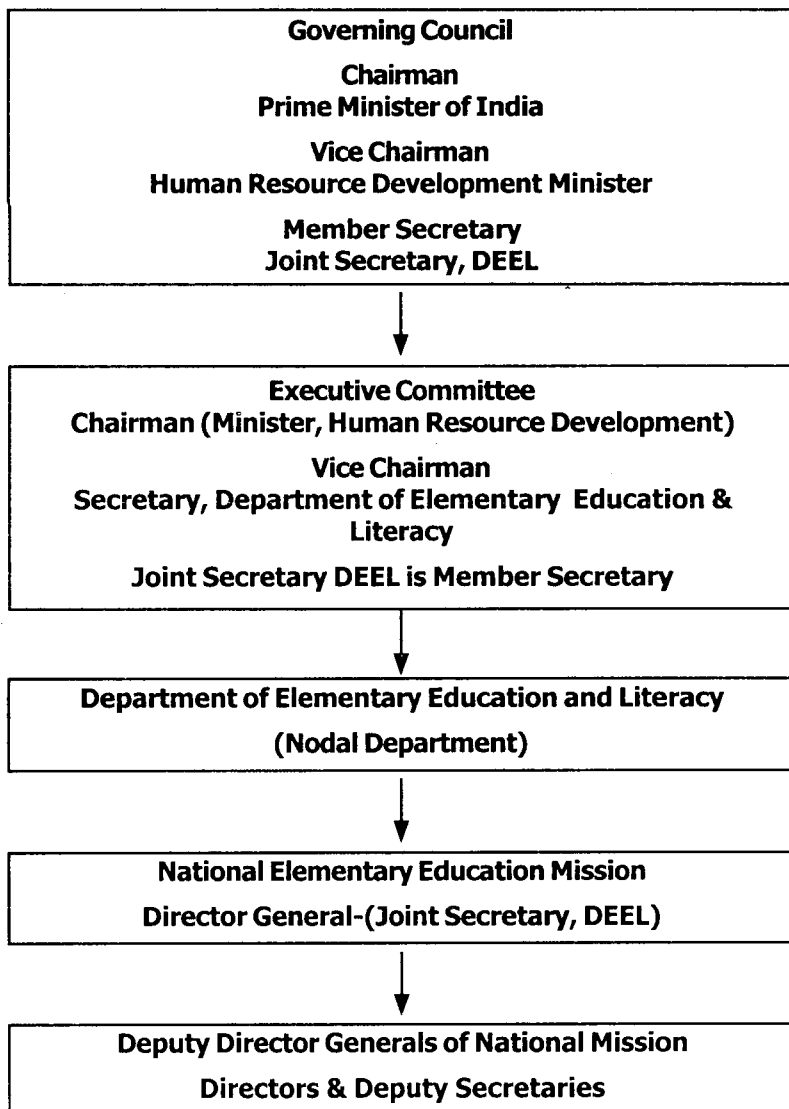 Governing Council
Chairman
Prime Minister of India
Vice Chairman
Human Resource Development Minister
Member Secretary
Joint Secretary, DEEL
Executive Committee
Chairman (Minister, Human Resource Development)
Vice Chairman
Secretary, Department of Elementary Education &
Literacy
Joint Secretary DEEL is Member Secretary
Department of Elementary Education and Literacy
(Nodal Department)
National Elementary Education Mission
Director General-(Joint Secretary, DEEL)
Deputy Director Generals of National Mission
Directors & Deputy Secretaries